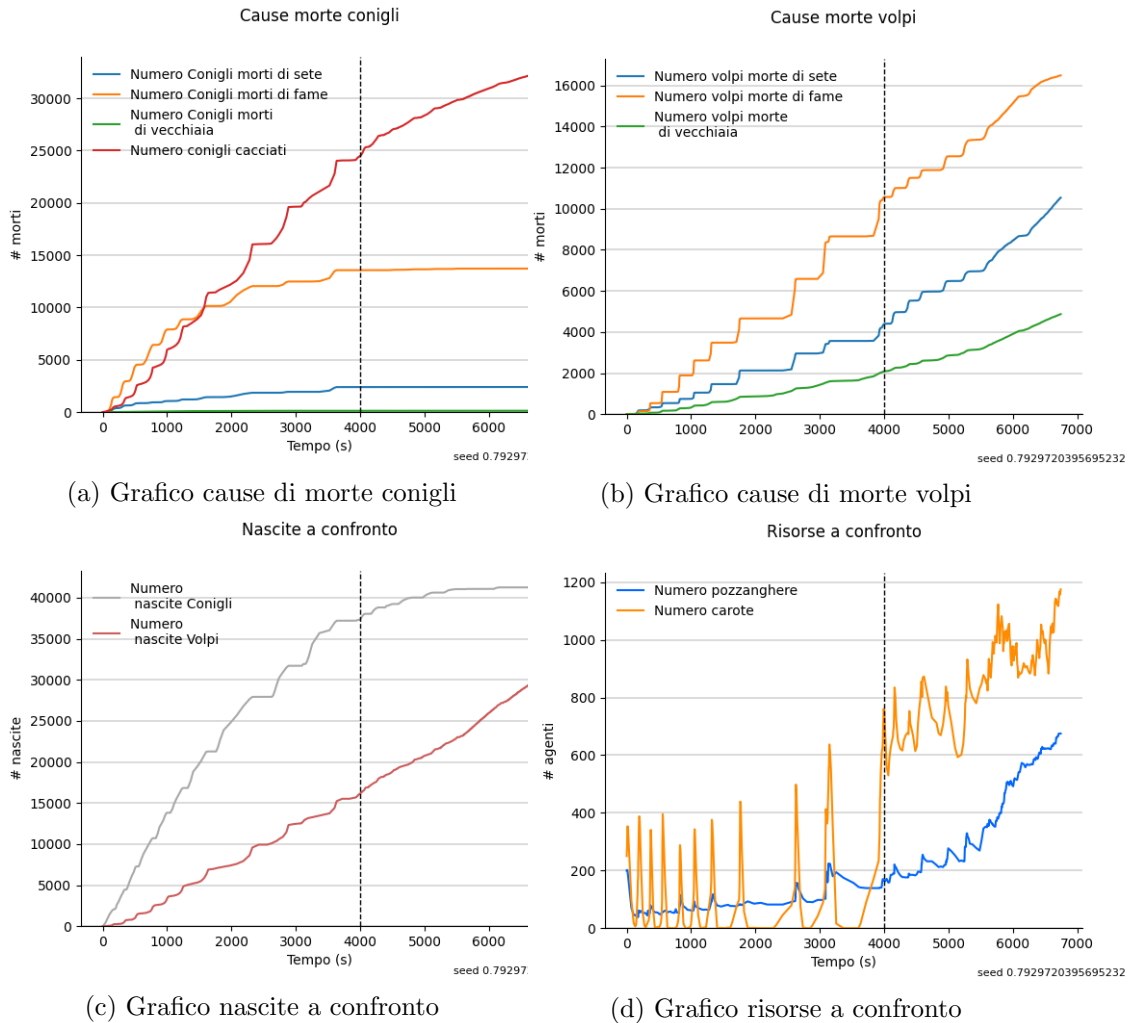 Cause morte conigli
Numero Conigli morti di sete
Numero Conigli morti di fame
Numero Conigli morti
di vecchiaia
Numero conigli cacciati
# morti
30000
25000
20000
15000
10000
5000
0
0 1000 2000 3000 4000 5000 6000
Tempo (s)
seed 0.79297
(a) Grafico cause di morte conigli
Cause morte volpi
Numero volpi morte di sete
Numero volpi morte di fame
Numero volpi morte
di vecchiaia
# morti
16000
14000
12000
10000
8000
6000
4000
2000
0
0 1000 2000 3000 4000 5000 6000 7000
seed 0.7929720395695232
(b) Grafico cause di morte volpi
Nascite a confronto
Numero
nascite Conigli
Numero
nascite Volpi
# nascite
40000
35000
30000
25000
20000
15000
10000
5000
0
0 1000 2000 3000 4000 5000 6000
Tempo (s)
seed 0.79297
(c) Grafico nascite a confronto
Risorse a confronto
Numero pozzanghere
Numero carote
# agenti
1200
1000
800
600
400
200
0
0 1000 2000 3000 4000 5000 6000 7000
Tempo (s)
seed 0.7929720395695232
(d) Grafico risorse a confronto